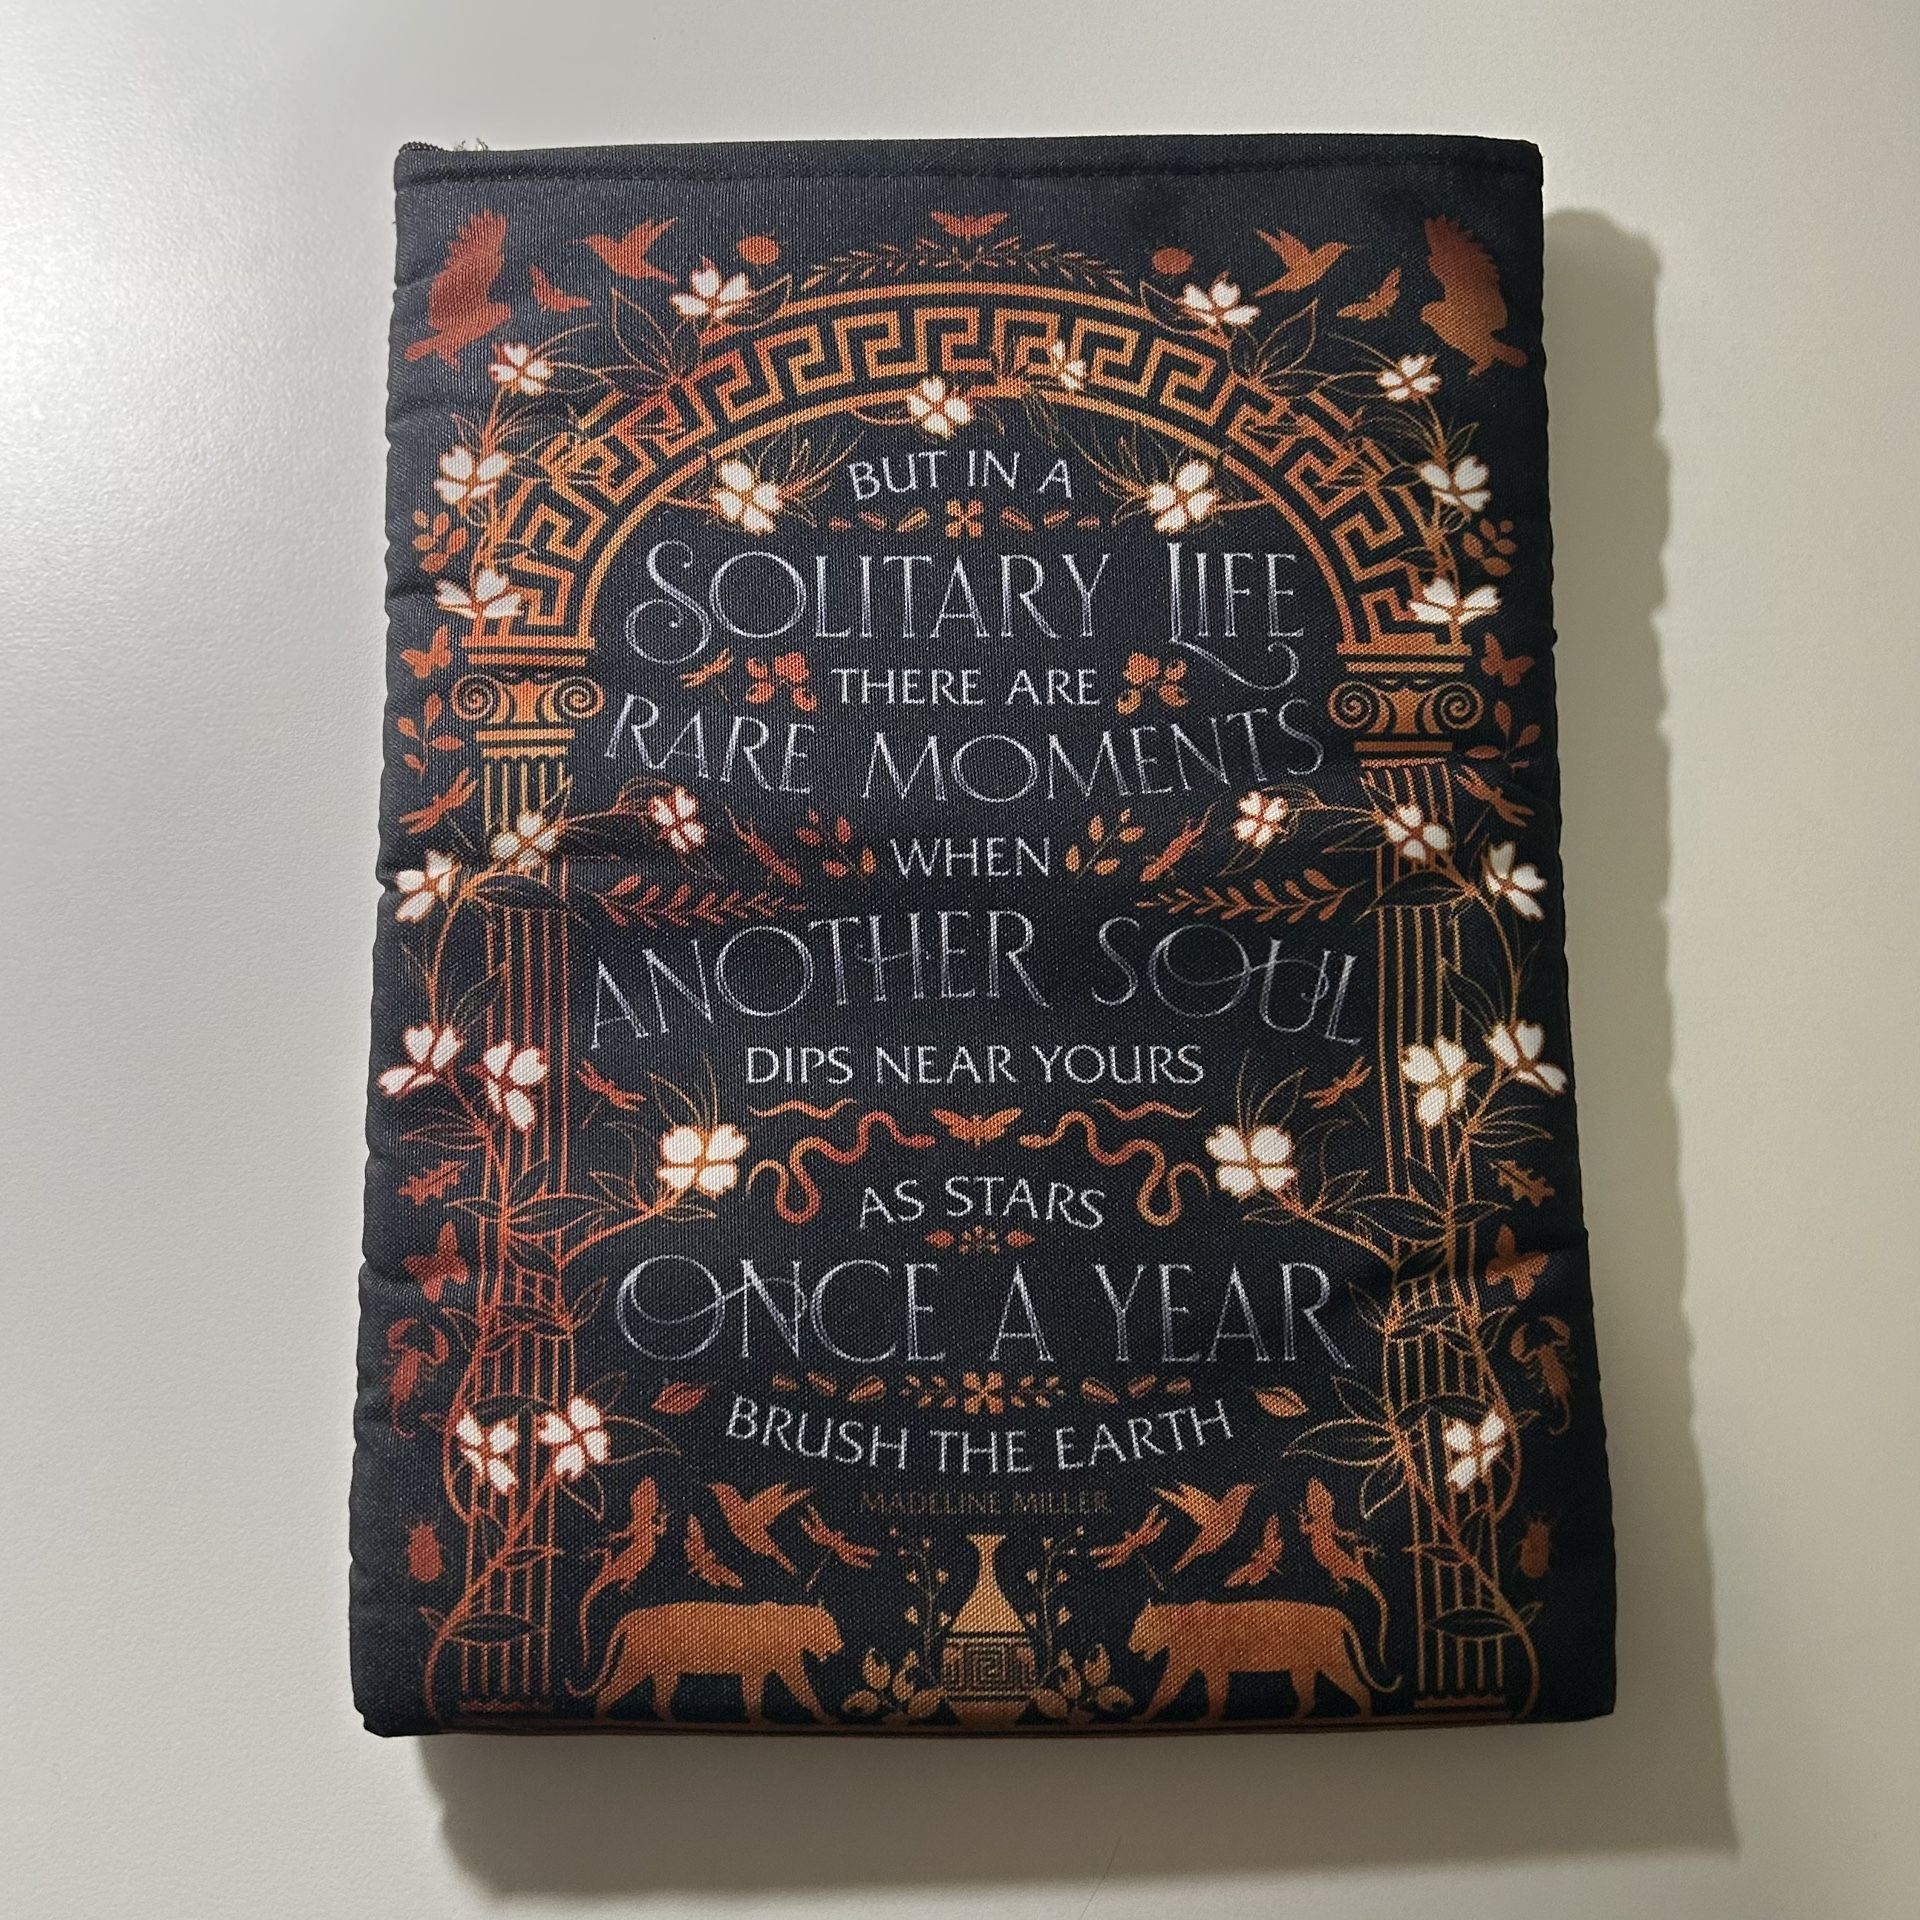 BUT IN A
SOLITARY LIFE
THERE ARE
RARE MOMENTS
WHEN
ANOTHER SOUL
DIPS NEAR YOURS
AS STARS
ONCE A YEAR
BRUSH THE EARTH
MADELINE MILLER